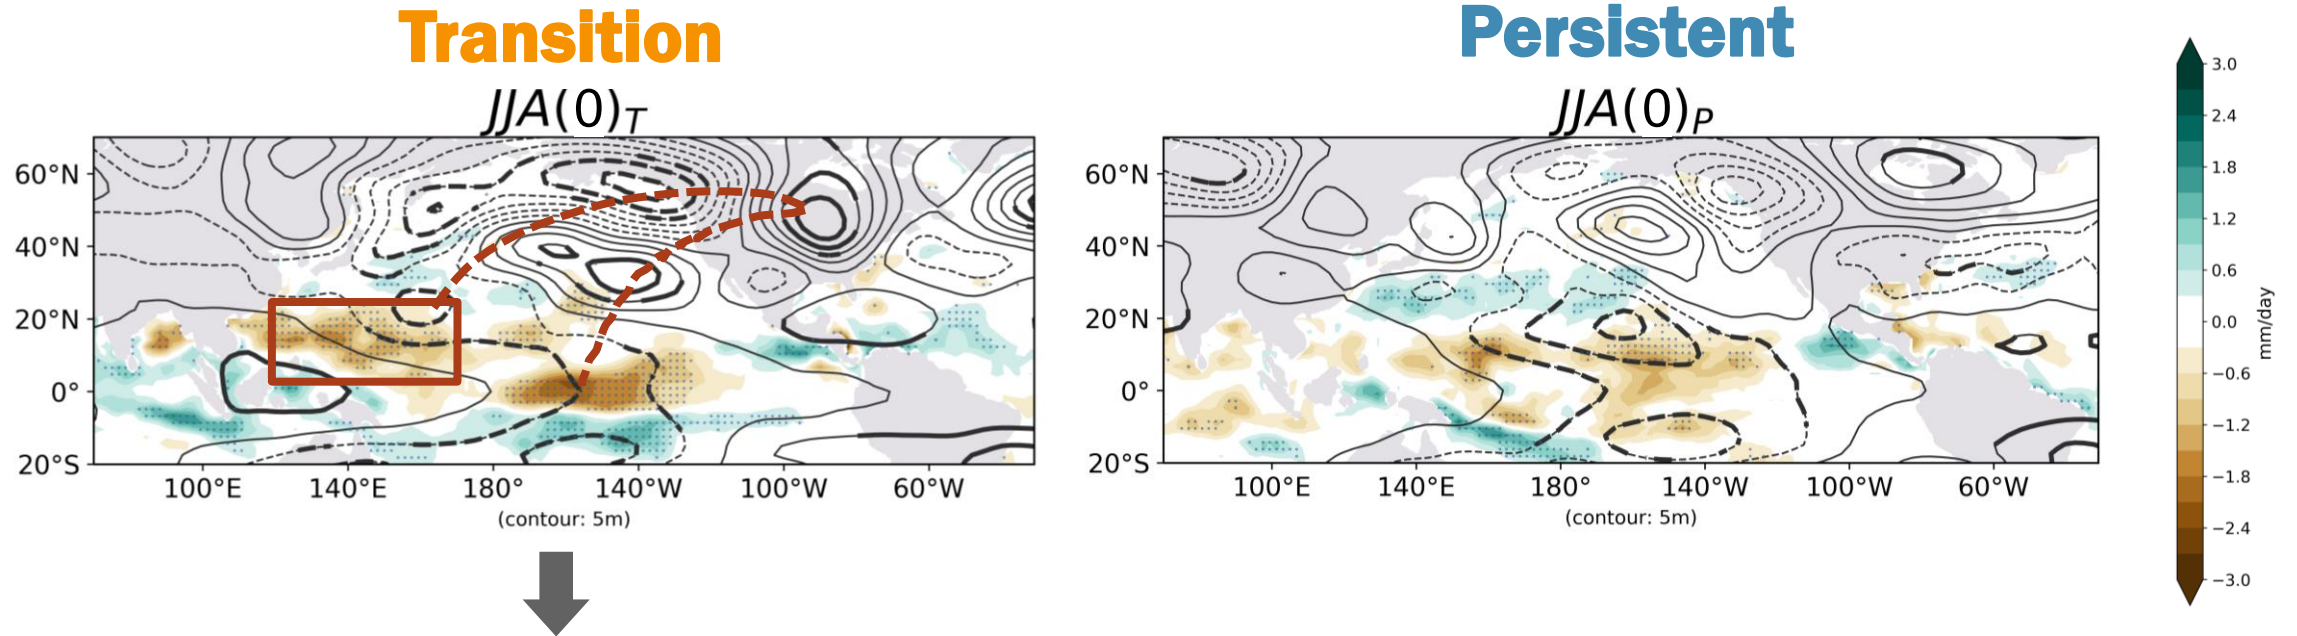 Transition
Persistent
JJA(0)T
JJA(0)P
60°N
40°N
20°N
0°
20°S
100°E
140°E
180°
140°W
100°W
60°W
(contour: 5m)
60°N
40°N
20°N
0°
20°S
100°E
140°E
180°
140°W
100°W
60°W
(contour: 5m)
3.0
2.4
1.8
1.2
0.6
0.0
−0.6
−1.2
−1.8
−2.4
−3.0
mm/day